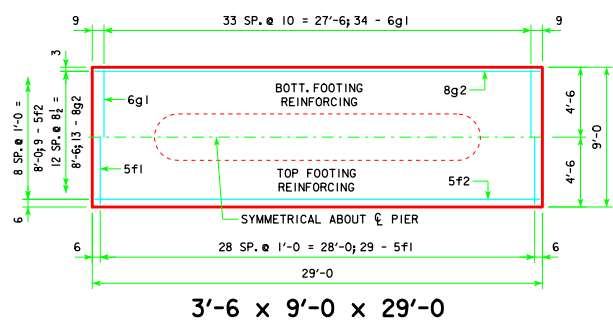 33 SP.@ 10 = 27'-6; 34 - 6g1
9
9
3
BOTT. FOOTING
REINFORCING
8g2
6g1
4'-6
9'-0
8 SP.@ 1'-0 =
8'-0; 9 - 5f2
12 SP.@ 8½ =
8'-6; 13 - 8g2
TOP FOOTING
REINFORCING
5f1
5f2
4'-6
6
SYMMETRICAL ABOUT ℄ PIER
6
28 SP.@ 1'-0 = 28'-0; 29 - 5f1
6
29'-0
3'-6 x 9'-0 x 29'-0